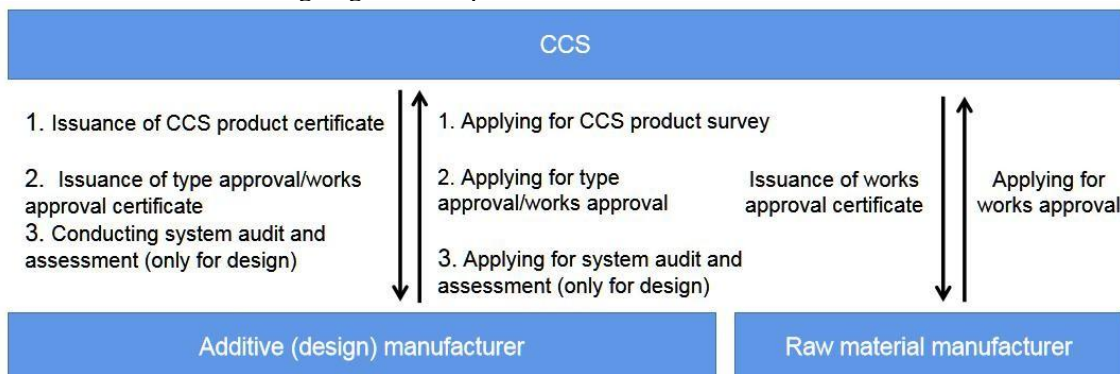 CCS
1. Issuance of CCS product certificate
2. Issuance of type approval/works
approval certificate
3. Conducting system audit and
assessment (only for design)
1. Applying for CCS product survey
2. Applying for type
approval/works approval
3. Applying for system audit and
assessment (only for design)
Issuance of works
approval certificate
Applying for
works approval
Additive (design) manufacturer
Raw material manufacturer